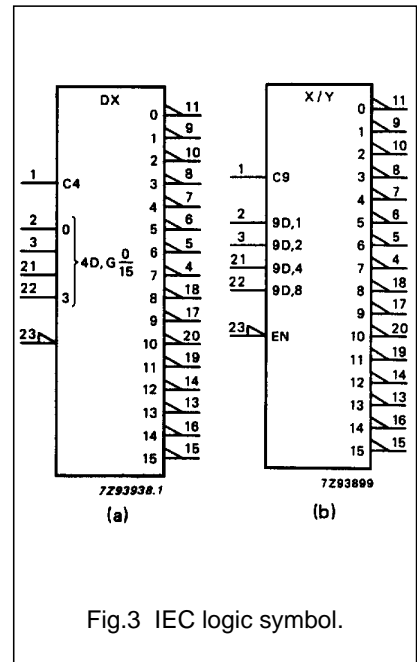 DX
X/Y
0 11
1 9
2 10
1 C4 3 8
4 7
2 0 5 6
3 6 5
4D, G 0/15
21 7 4
22 3 8 18
9 17
23 10 20
11 19
12 14
13 13
14 16
15 15
7Z93938.1
(a)
0 11
1 9
2 10
1 C9 3 8
4 7
2 9D,1 5 6
3 9D,2 6 5
21 9D,4 7 4
22 9D,8 8 18
9 17
23 EN 10 20
11 19
12 14
13 13
14 16
15 15
7Z93899
(b)
Fig.3 IEC logic symbol.